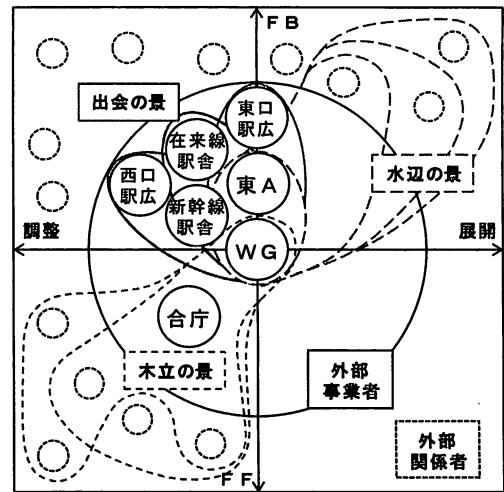 FB
出会の景
東口
駅広
在来線
駅舎
水辺の景
西口
駅広
東A
新幹線
駅舎
調整
展開
WG
合庁
木立の景
外部
事業者
外部
関係者
FF